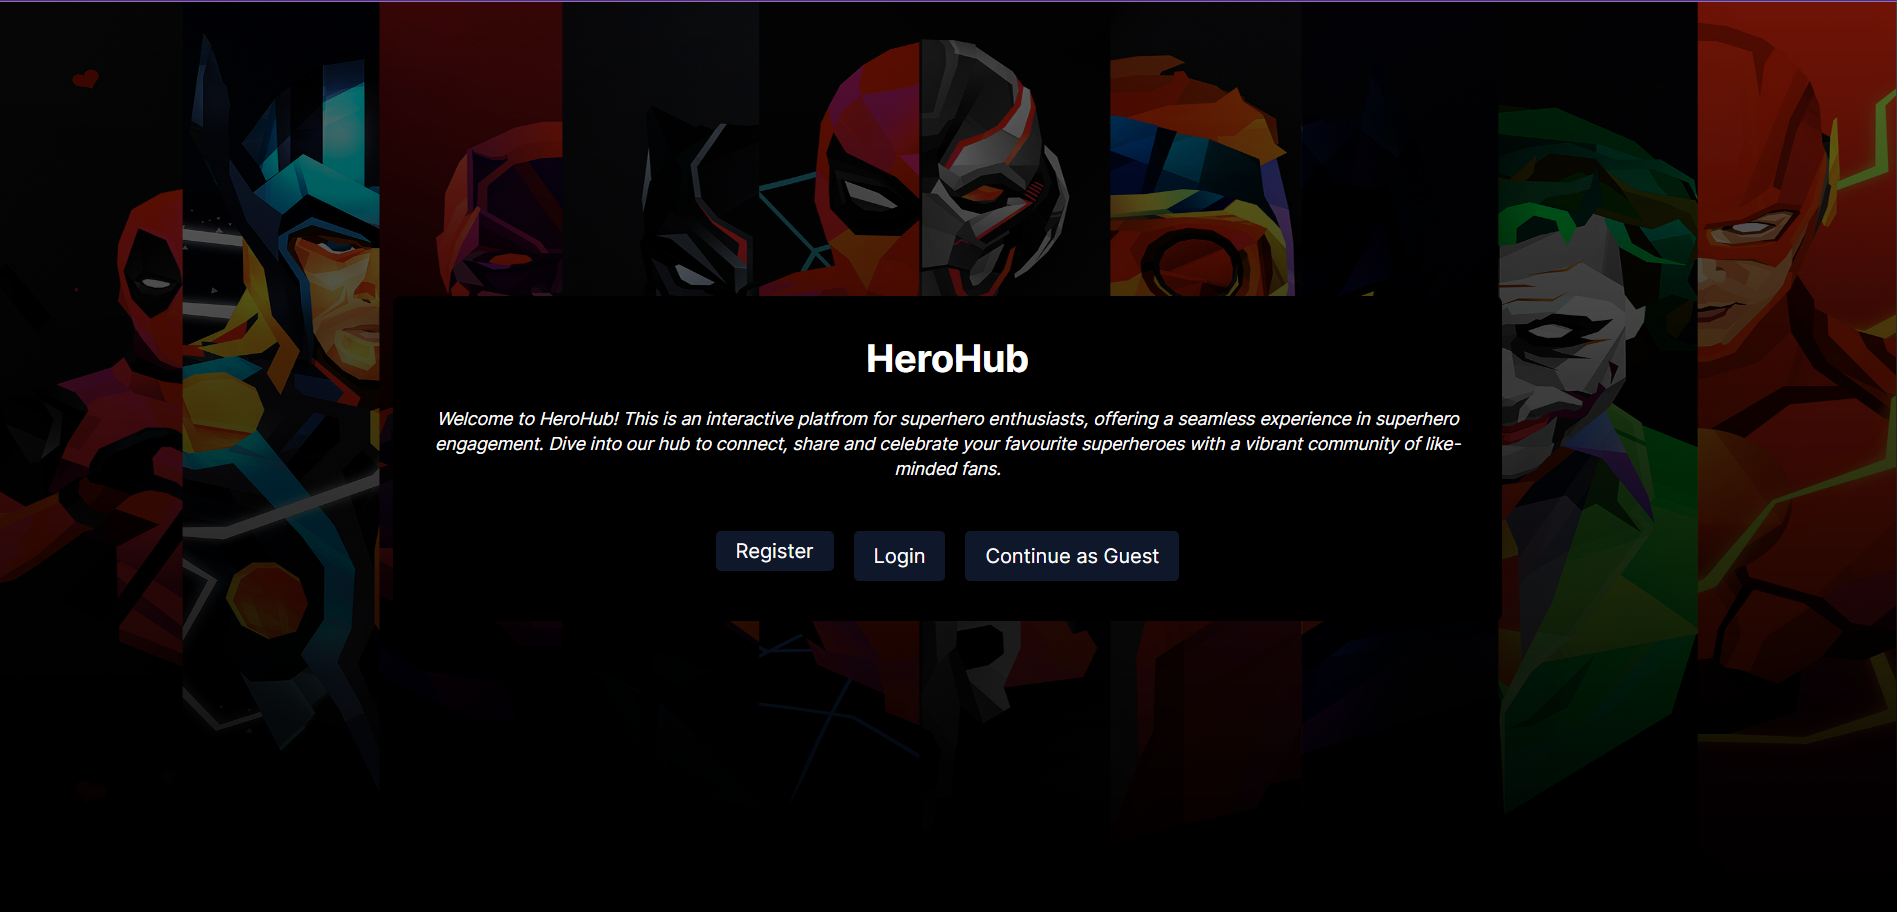 HeroHub
Welcome to HeroHub! This is an interactive platfrom for superhero enthusiasts, offering a seamless experience in superhero
engagement. Dive into our hub to connect, share and celebrate your favourite superheroes with a vibrant community of like-
minded fans.
Register
Login
Continue as Guest